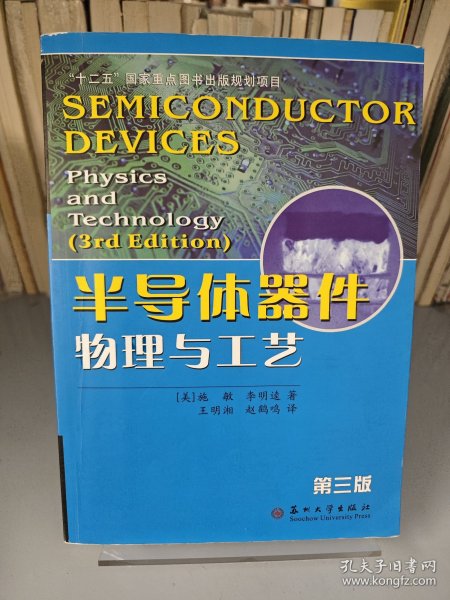 “十二五”国家重点图书出版规划项目
SEMICONDUCTOR
DEVICES
Physics
and
Technology
(3rd Edition)
半导体器件
物理与工艺
[美]施 敏 李明逵 著
王明湘 赵鹤鸣 译
第三版
苏州大学出版社
Soochow University Press
孔夫子旧书网
www.kongfz.com